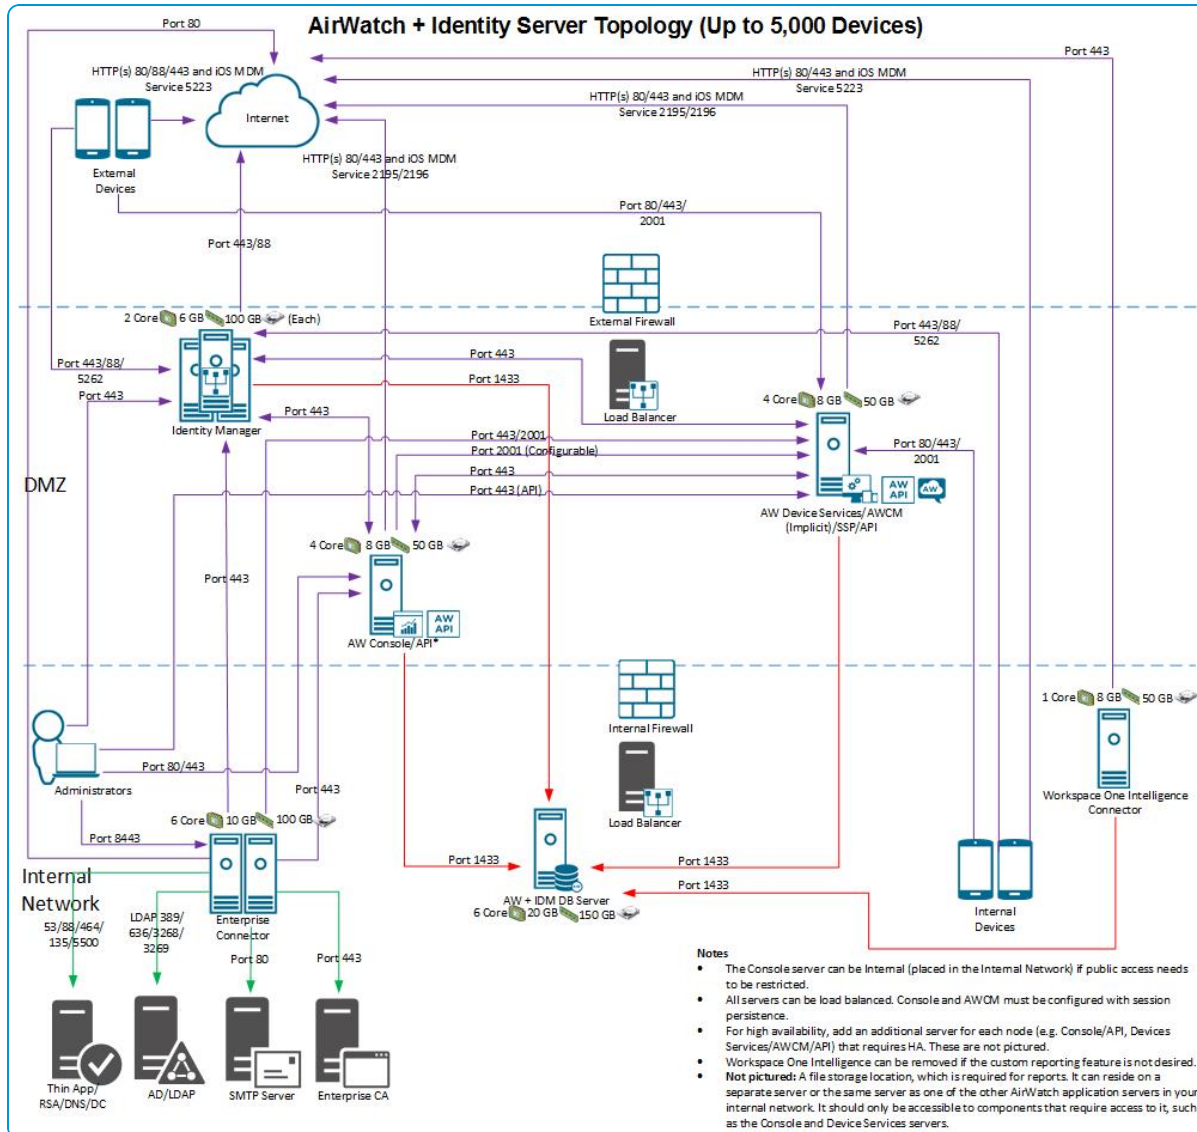 AirWatch + Identity Server Topology (Up to 5,000 Devices)
Port 80
Port 443
HTTP(s) 80/88/443 and iOS MDM
Service 5223
HTTP(s) 80/443 and iOS MDM
Service 5223
HTTP(s) 80/443 and iOS MDM
Service 2195/2196
Internet
HTTP(s) 80/443 and iOS MDM
Service 2195/2196
External
Devices
Port 80/443/
2001
Port 443/88
2 Core 6 GB 100 GB (Each)
External Firewall
Port 443/88/
5262
Port 443/88/
5262
Port 443
Port 1433
Port 443
4 Core 8 GB 50 GB
Load Balancer
Port 443
Identity Manager
Port 443/2001
Port 2001 (Configurable)
Port 443
Port 443 (API)
Port 80/443/
2001
DMZ
AW
API
AW
AW Device Services/AWCM
(Implicit)/SSP/API
4 Core 8 GB 50 GB
Port 443
AW
API
AW Console/API*
1 Core 8 GB 50 GB
Internal Firewall
Port 80/443
Administrators
Port 443
Workspace One Intelligence
Connector
6 Core 10 GB 100 GB
Load Balancer
Port 8443
Port 1433
Port 1433
Port 1433
Internal
Network
AW + IDM DB Server
6 Core 20 GB 150 GB
Internal
Devices
53/88/464/
135/5500
LDAP 389/
636/3268/
3269
Enterprise
Connector
Port 80
Port 443
Thin App/
RSA/DNS/DC
AD/LDAP
SMTP Server
Enterprise CA
Notes
• The Console server can be Internal (placed in the Internal Network) if public access needs
to be restricted.
• All servers can be load balanced. Console and AWCM must be configured with session
persistence.
• For high availability, add an additional server for each node (e.g. Console/API, Devices
Services/AWCM/API) that requires HA. These are not pictured.
• Workspace One Intelligence can be removed if the custom reporting feature is not desired.
• Not pictured: A file storage location, which is required for reports. It can reside on a
separate server or the same server as one of the other AirWatch application servers in your
internal network. It should only be accessible to components that require access to it, such
as the Console and Device Services servers.